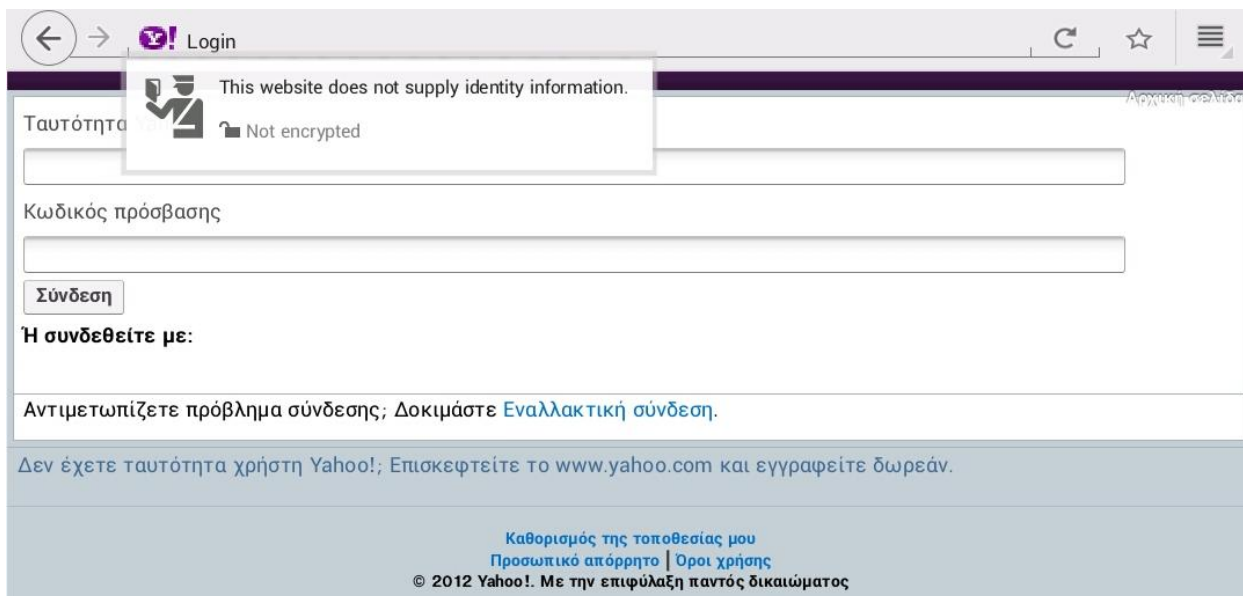 Y! Login
This website does not supply identity information.
Not encrypted
Αρχική σελίδα
Ταυτότητα
Κωδικός πρόσβασης
Σύνδεση
Ή συνδεθείτε με:
Αντιμετωπίζετε πρόβλημα σύνδεσης; Δοκιμάστε Εναλλακτική σύνδεση.
Δεν έχετε ταυτότητα χρήστη Yahoo!; Επισκεφτείτε το www.yahoo.com και εγγραφείτε δωρεάν.
Καθορισμός της τοποθεσίας μου
Προσωπικό απόρρητο | Όροι χρήσης
© 2012 Yahoo!. Με την επιφύλαξη παντός δικαιώματος